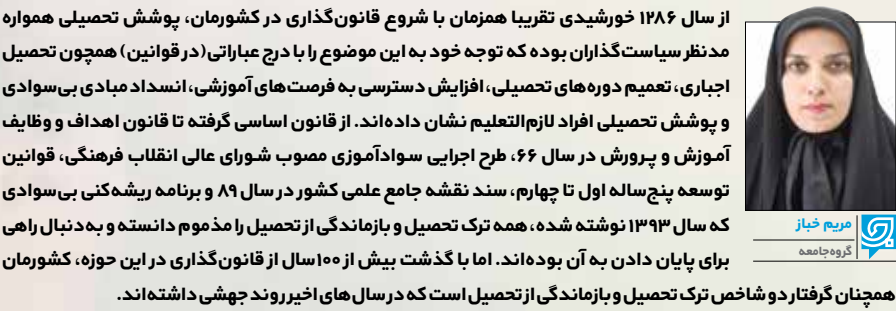 از سال ۱۲۸۶ خورشیدی تقریبا همزمان با شروع قانون‌گذاری در کشورمان، پوشش تحصیلی همواره
مدنظر سیاست‌گذاران بوده که توجه خود به این موضوع را با درج عباراتی(در قوانین) همچون تحصیل
اجباری، تعمیم دوره‌های تحصیلی، افزایش دسترسی به فرصت‌های آموزشی، انسداد مبادی بی‌سوادی
و پوشش تحصیلی افراد لازم‌التعلیم نشان داده‌اند. از قانون اساسی گرفته تا قانون اهداف و وظایف
آموزش و پرورش در سال ۶۶، طرح اجرایی سوادآموزی مصوب شورای عالی انقلاب فرهنگی، قوانین
توسعه پنج‌ساله اول تا چهارم، سند نقشه جامع علمی کشور در سال ۸۹ و برنامه ریشه‌کنی بی‌سوادی
که سال ۱۳۹۳ نوشته شده، همه ترک تحصیل و بازماندگی از تحصیل را مذموم دانسته و به‌دنبال راهی
برای پایان دادن به آن بوده‌اند. اما با گذشت بیش از ۱۰۰سال از قانون‌گذاری در این حوزه، کشورمان
همچنان گرفتار دو شاخص ترک تحصیل و بازماندگی از تحصیل است که در سال‌های اخیر روند جهشی داشته‌اند.
مریم خباز
گروه جامعه